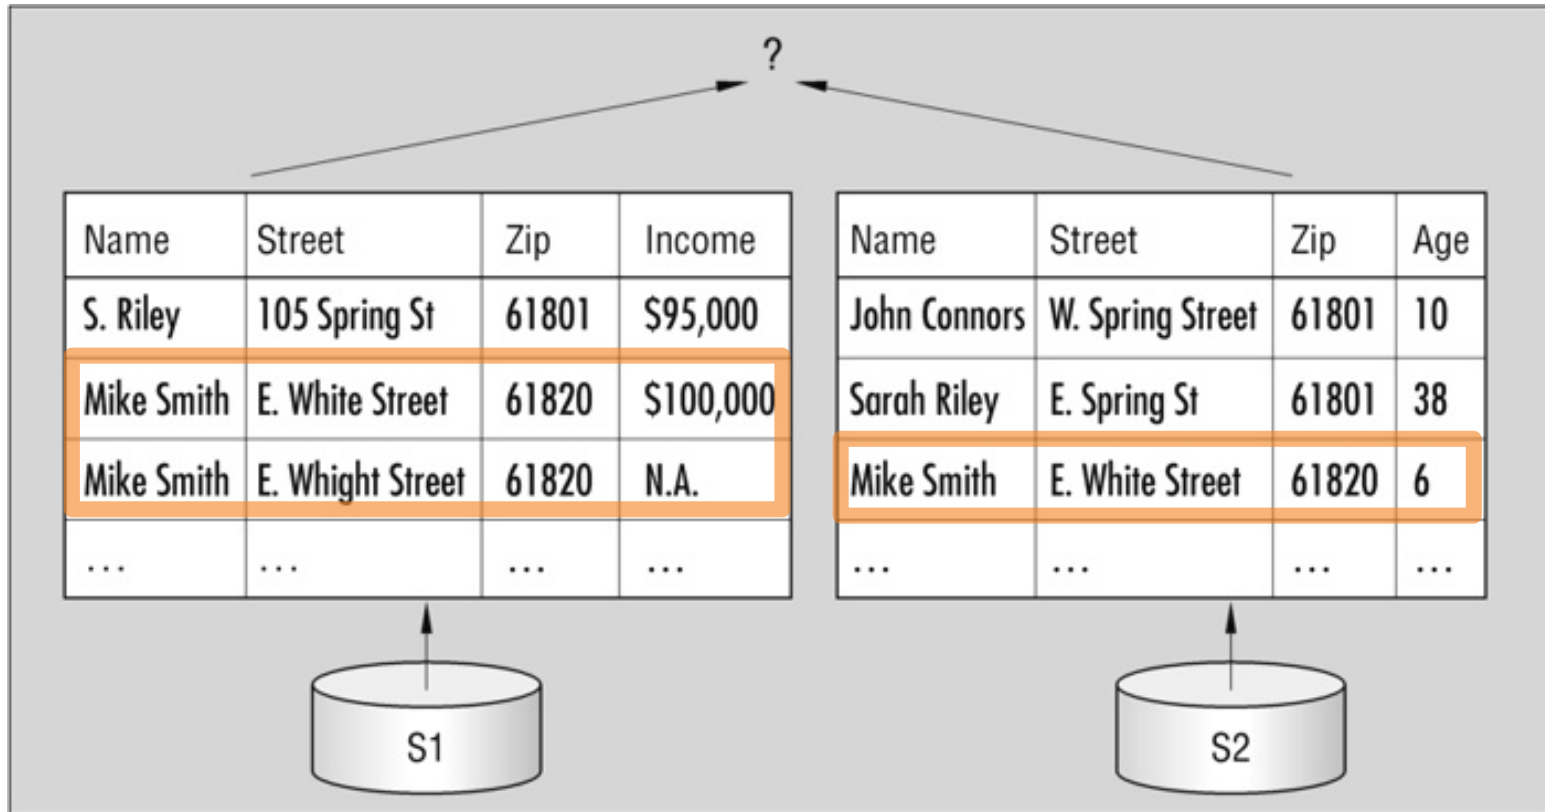 ?
Name Street Zip Income
S. Riley 105 Spring St 61801 $95,000
Mike Smith E. White Street 61820 $100,000
Mike Smith E. Whight Street 61820 N.A.
... ... ... ...
Name Street Zip Age
John Connors W. Spring Street 61801 10
Sarah Riley E. Spring St 61801 38
Mike Smith E. White Street 61820 6
... ... ... ...
S1
S2